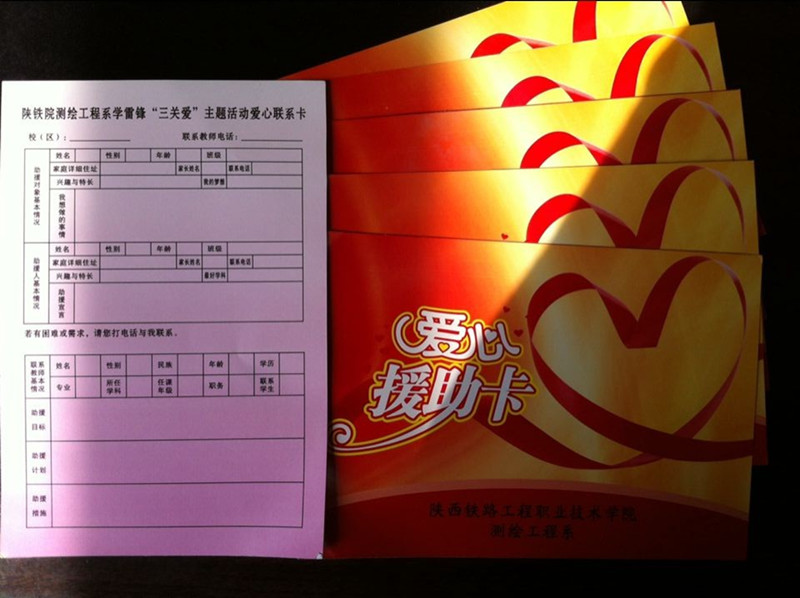 陕铁院测绘工程系学雷锋“三关爱”主题活动爱心联系卡
校（区）：
联系教师电话：
助援对象基本情况
姓名 性别 年龄 班级
家庭详细住址 家长姓名 联系电话
兴趣与特长 我的梦想
我想做的事情
助援人基本情况
姓名 性别 年龄 班级
家庭详细住址 家长姓名 联系电话
兴趣与特长 最好学科
助援宣言
若有困难或需求，请您打电话与我联系。
联系教师基本情况
姓名 性别 民族 年龄 学历
专业 所任学科 任课年级 职务 联系学生
助援目标
助援计划
助援措施
爱心
援助卡
陕西铁路工程职业技术学院
测绘工程系